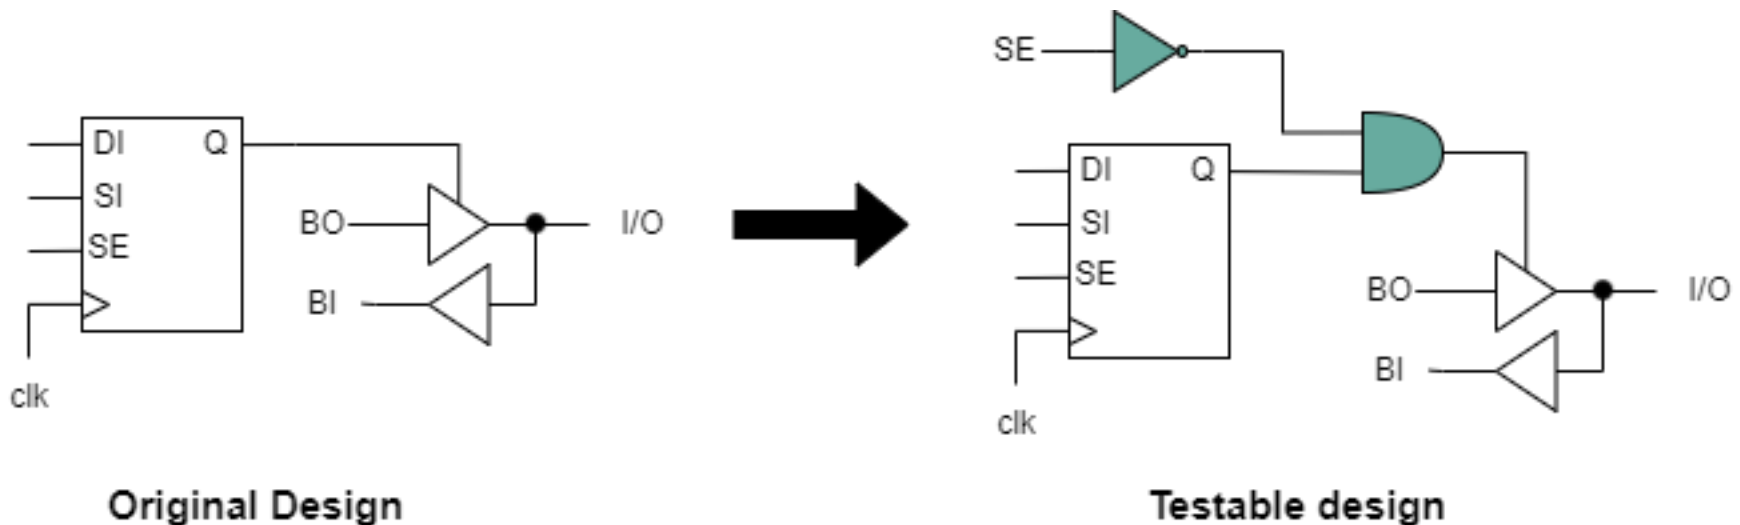 DI
Q
SI
SE
clk
BO
I/O
BI
Original Design
SE
DI
Q
SI
SE
clk
BO
I/O
BI
Testable design